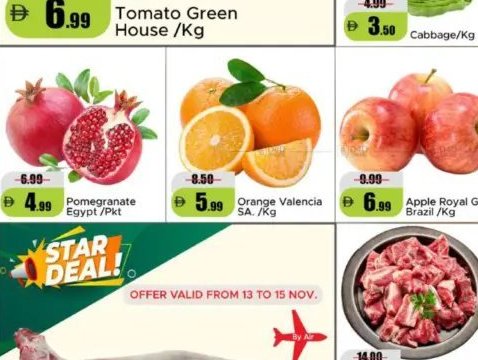 6.99
Tomato Green
House /Kg
4.99
3.50
Cabbage/Kg
6.99
4.99
Pomegranate
Egypt /Pkt
8.50
5.99
Orange Valencia
SA. /Kg
9.99
6.99
Apple Royal G
Brazil /Kg
STAR
DEAL!
OFFER VALID FROM 13 TO 15 NOV.
By Air
14.90